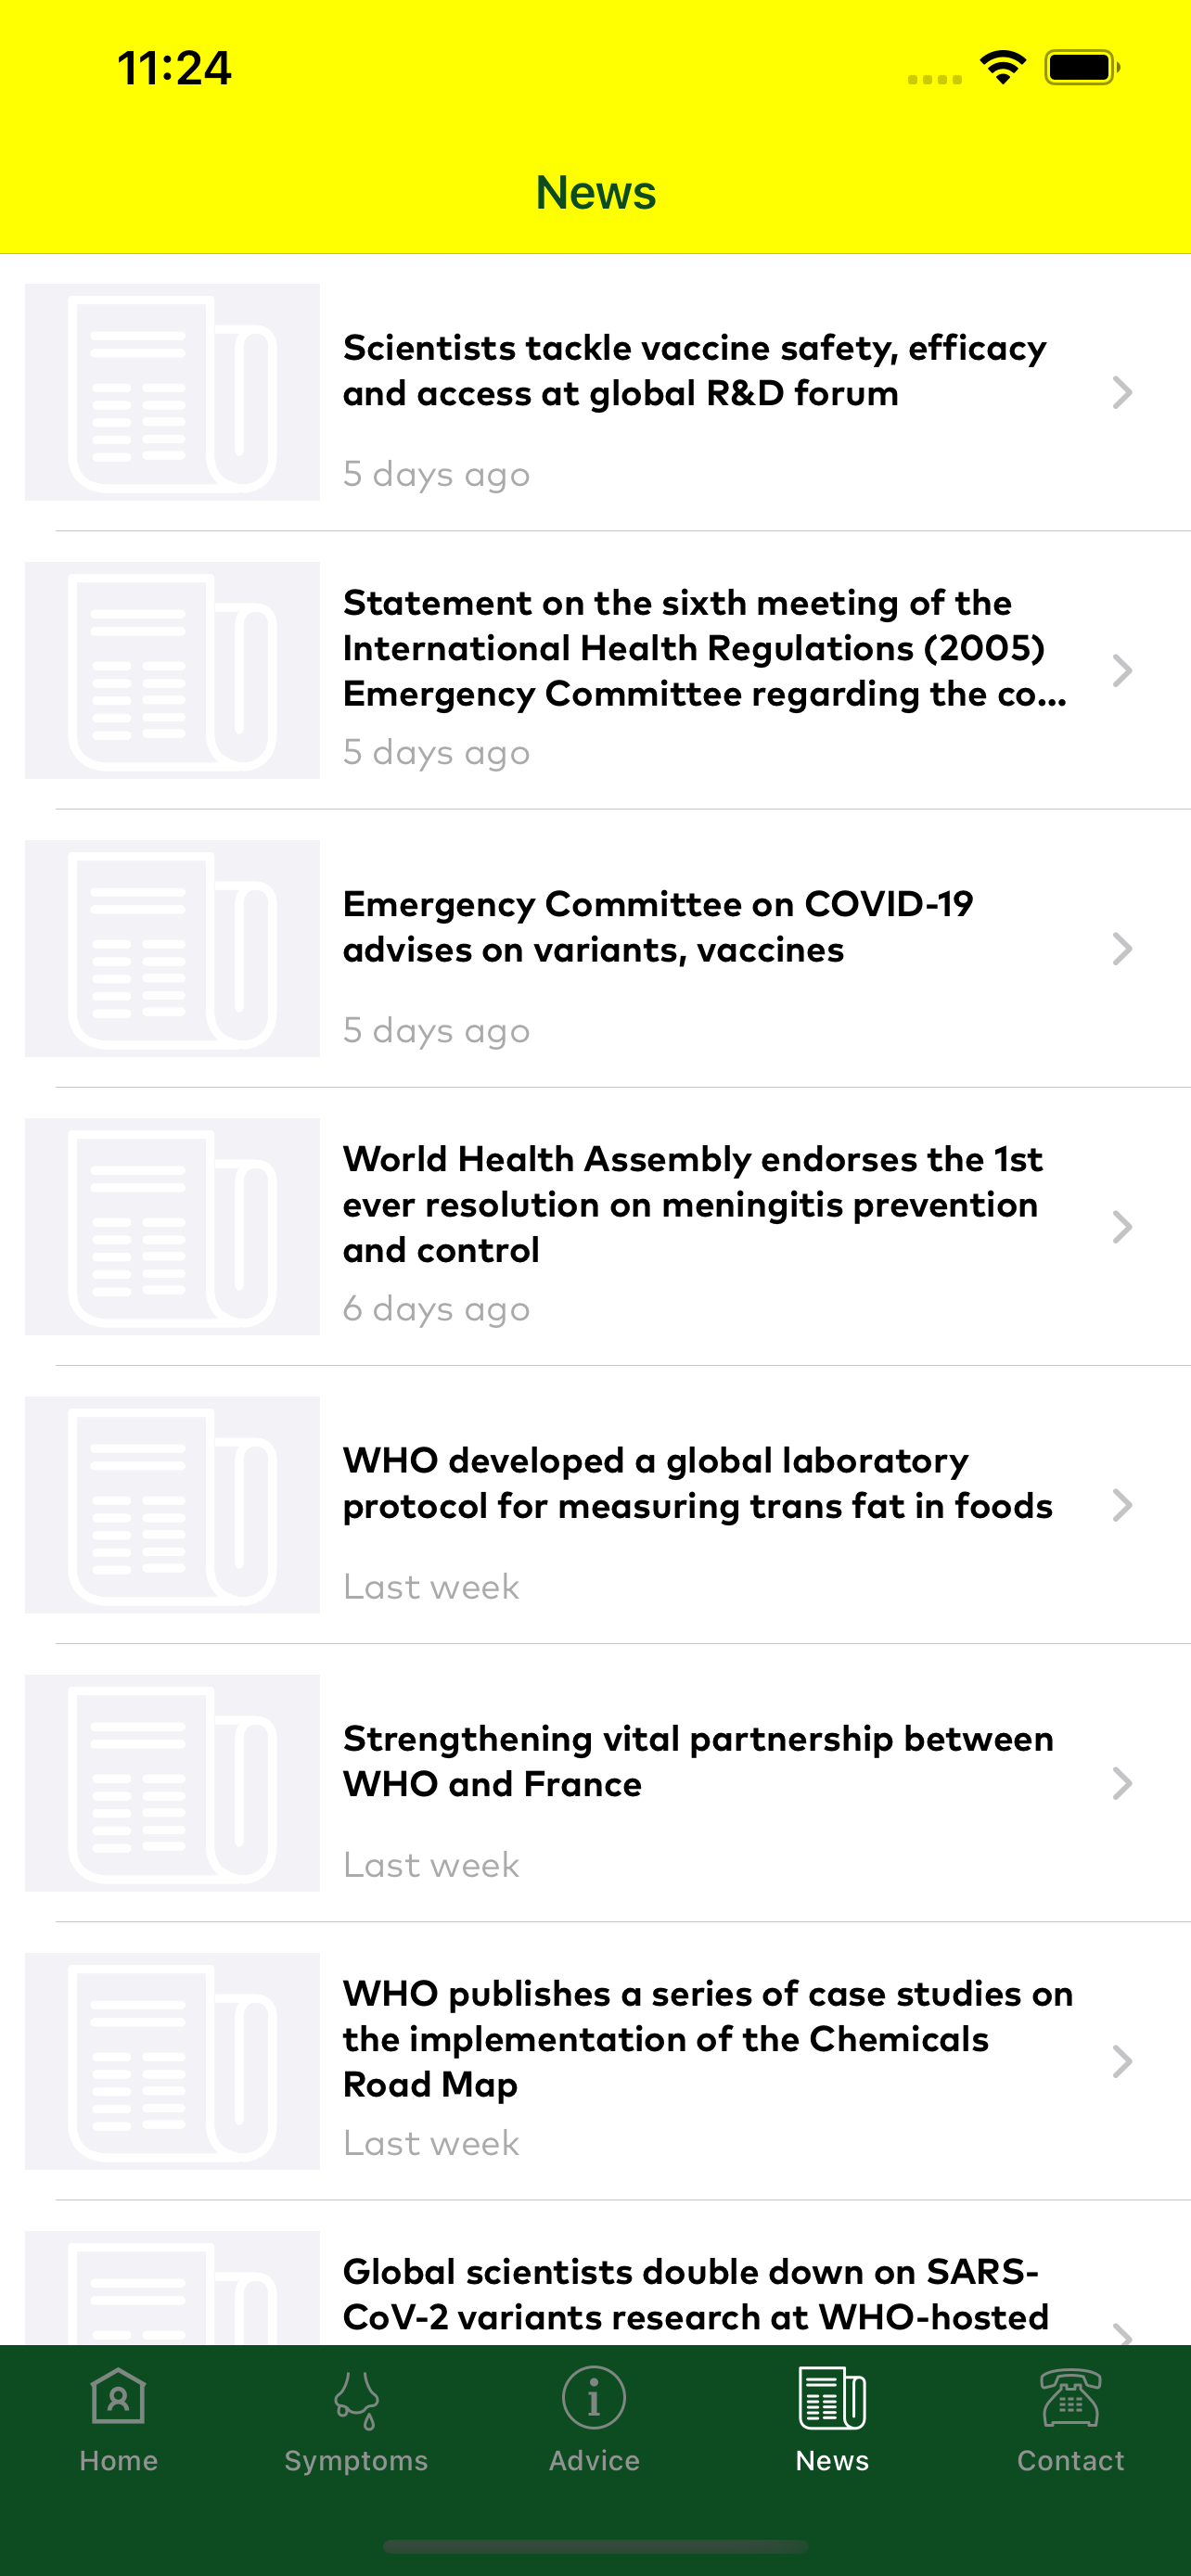 11:24
News
Scientists tackle vaccine safety, efficacy
and access at global R&D forum
5 days ago
Statement on the sixth meeting of the
International Health Regulations (2005)
Emergency Committee regarding the co...
5 days ago
Emergency Committee on COVID-19
advises on variants, vaccines
5 days ago
World Health Assembly endorses the 1st
ever resolution on meningitis prevention
and control
6 days ago
WHO developed a global laboratory
protocol for measuring trans fat in foods
Last week
Strengthening vital partnership between
WHO and France
Last week
WHO publishes a series of case studies on
the implementation of the Chemicals
Road Map
Last week
Global scientists double down on SARS-
CoV-2 variants research at WHO-hosted
Home Symptoms Advice News Contact